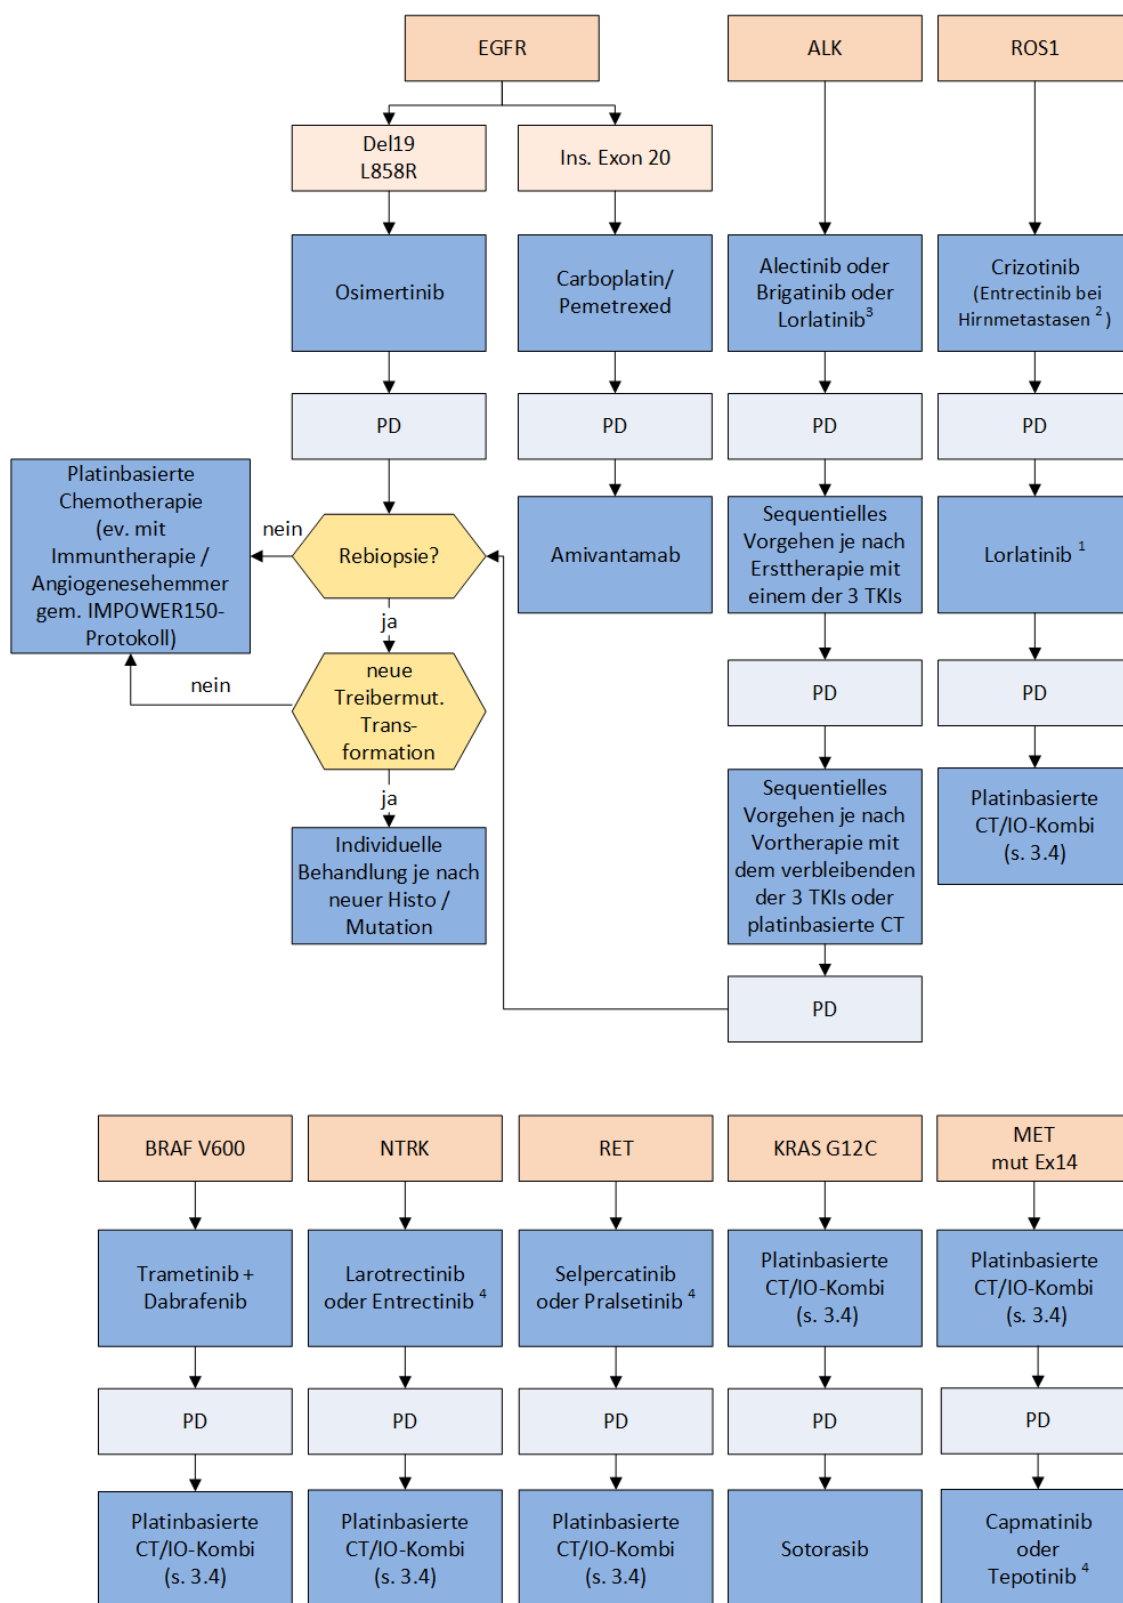 EGFR
ALK
ROS1
Del19
L858R
Ins. Exon 20
Osimertinib
Carboplatin/
Pemetrexed
Alectinib oder
Brigatinib oder
Lorlatinib³
Crizotinib
(Entrectinib bei
Hirnmetastasen ²)
PD
PD
PD
PD
Platinbasierte
Chemotherapie
(ev. mit
Immuntherapie /
Angiogenesehemmer
gem. IMPOWER150-
Protokoll)
nein
Rebiopsie?
Amivantamab
Sequentielles
Vorgehen je nach
Ersttherapie mit
einem der 3 TKIs
Lorlatinib ¹
ja
nein
neue
Treibermut.
Trans-
formation
PD
PD
ja
Individuelle
Behandlung je nach
neuer Histo /
Mutation
Sequentielles
Vorgehen je nach
Vortherapie mit
dem verbleibenden
der 3 TKIs oder
platinbasierte CT
Platinbasierte
CT/IO-Kombi
(s. 3.4)
PD
BRAF V600
NTRK
RET
KRAS G12C
MET
mut Ex14
Trametinib +
Dabrafenib
Larotrectinib
oder Entrectinib ⁴
Selpercatinib
oder Pralsetinib ⁴
Platinbasierte
CT/IO-Kombi
(s. 3.4)
Platinbasierte
CT/IO-Kombi
(s. 3.4)
PD
PD
PD
PD
PD
Platinbasierte
CT/IO-Kombi
(s. 3.4)
Platinbasierte
CT/IO-Kombi
(s. 3.4)
Platinbasierte
CT/IO-Kombi
(s. 3.4)
Sotorasib
Capmatinib
oder
Tepotinib ⁴